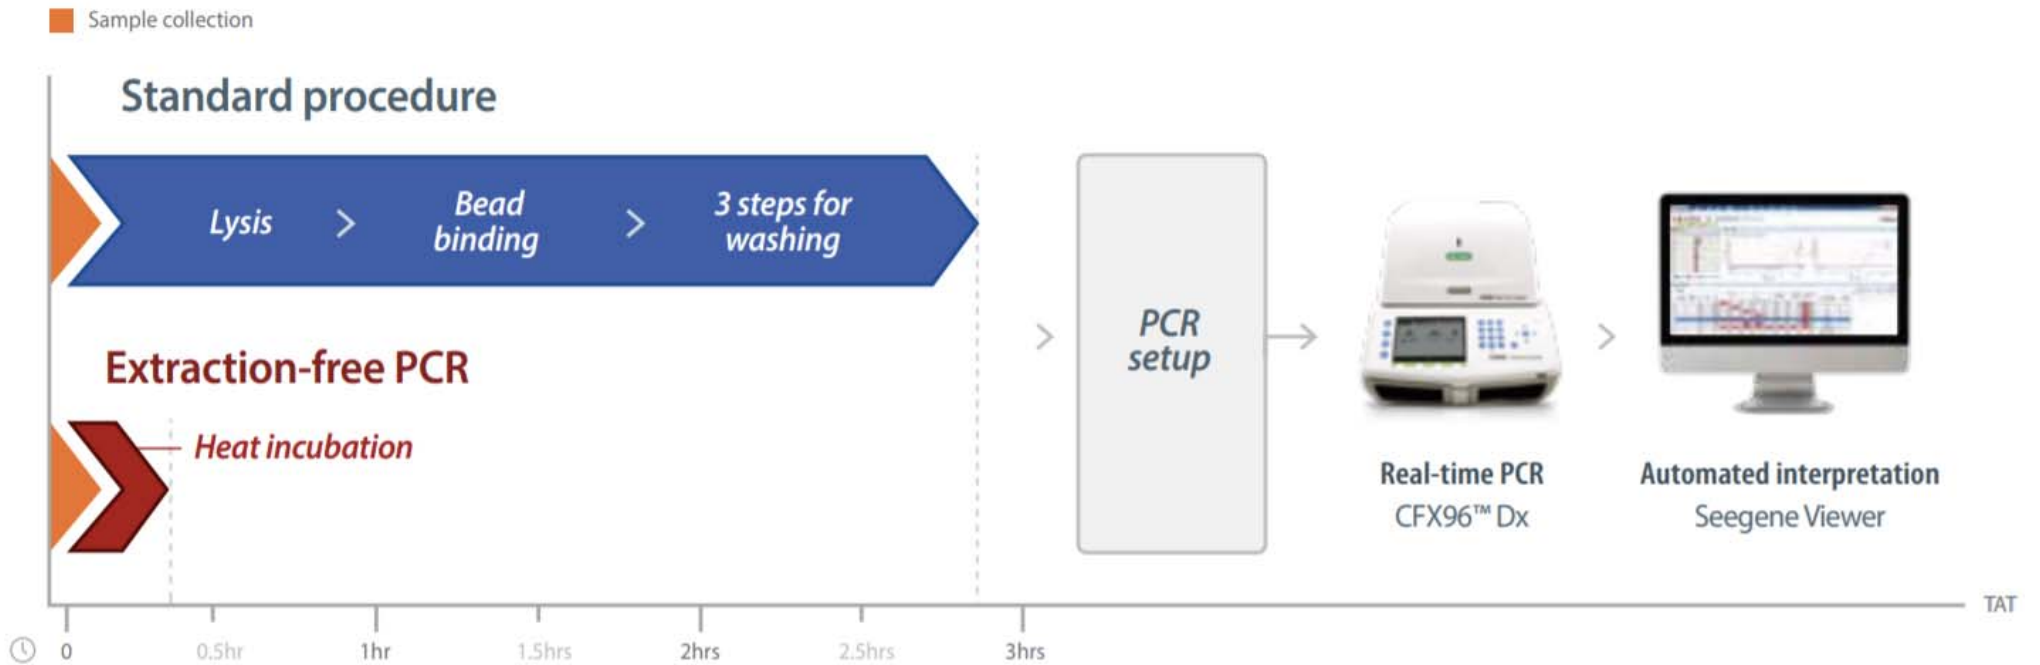 Sample collection
Standard procedure
Lysis > Bead binding > 3 steps for washing
Extraction-free PCR
Heat incubation
PCR
setup
Real-time PCR
CFX96™ Dx
Automated interpretation
Seegene Viewer
TAT
0 0.5hr 1hr 1.5hrs 2hrs 2.5hrs 3hrs